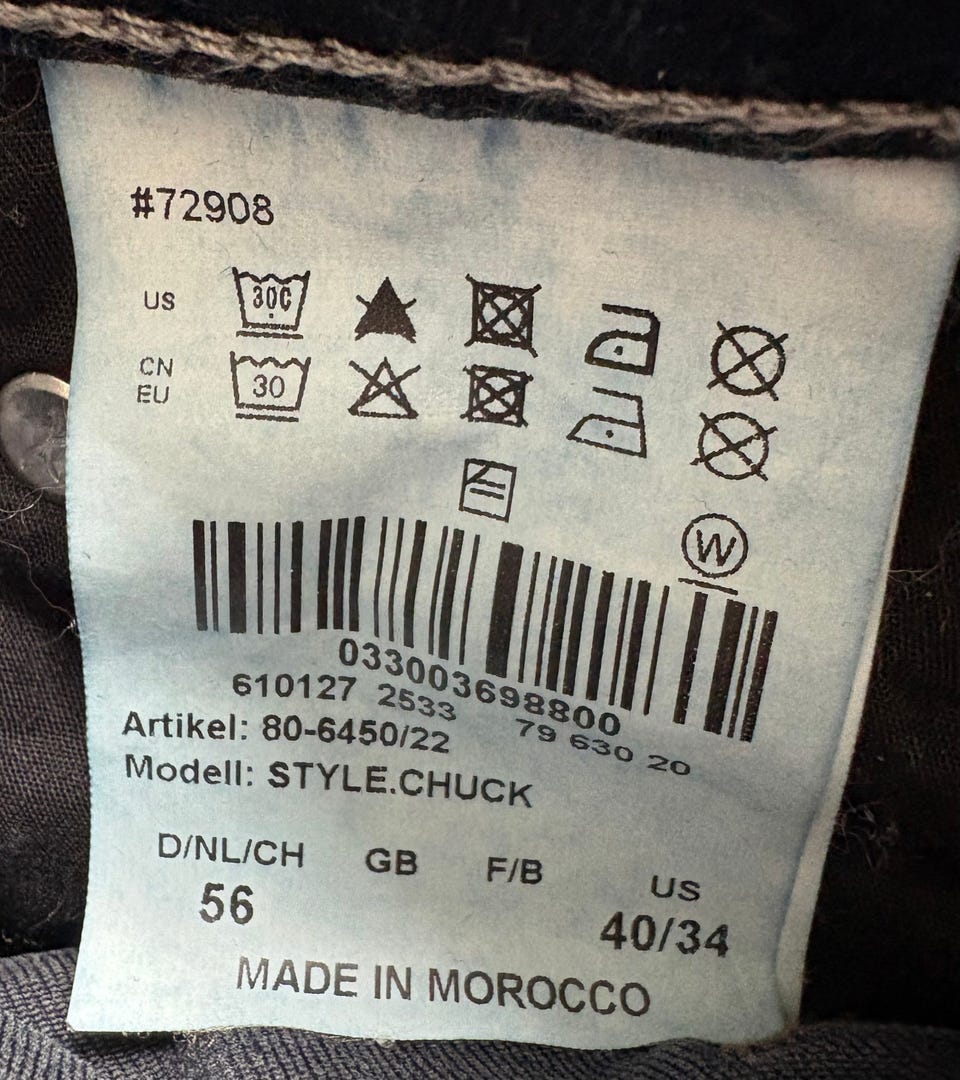 #72908
US 30C
CN
EU 30
W
033003698800
610127 2533 79 630 20
Artikel: 80-6450/22
Modell: STYLE.CHUCK
D/NL/CH GB F/B US
56 40/34
MADE IN MOROCCO